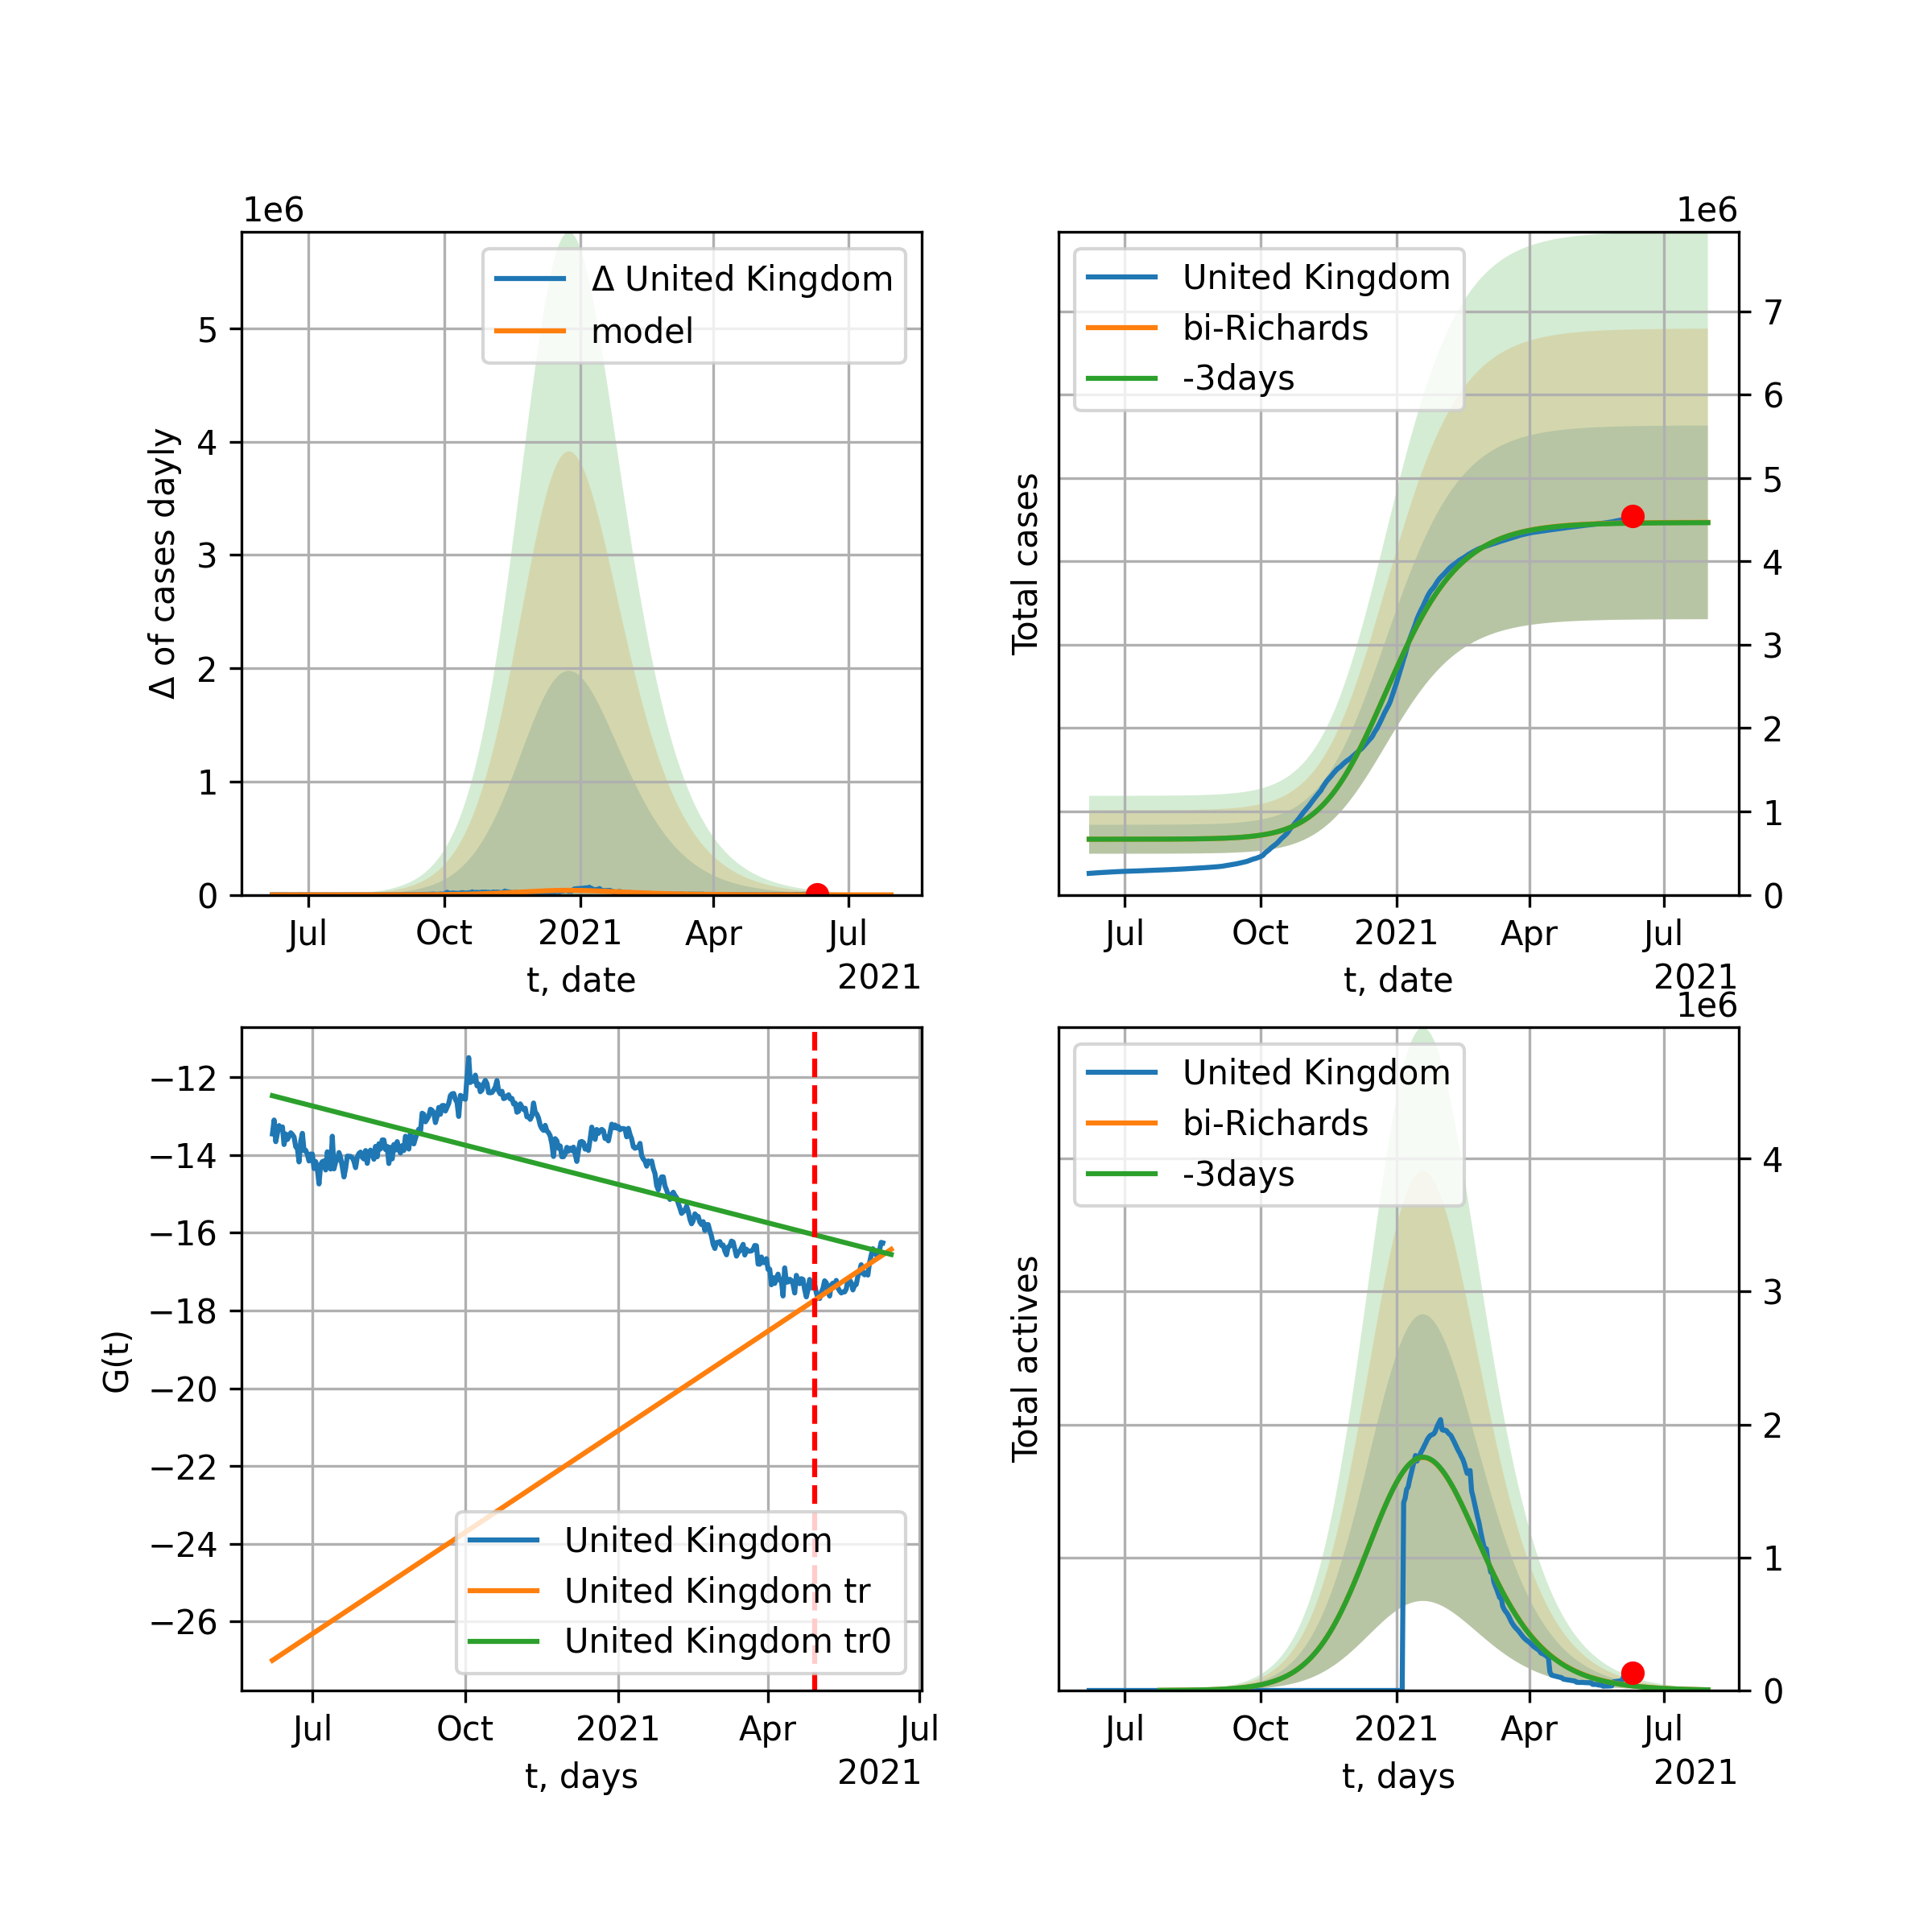 1e6
Δ United Kingdom
model
5
4
3
2
1
0
Δ of cases dayly
Jul
Oct
2021
Apr
Jul
t, date
2021
1e6
United Kingdom
bi-Richards
-3days
Total cases
7
6
5
4
3
2
1
0
Jul
Oct
2021
Apr
Jul
t, date
2021
−12
−14
−16
−18
−20
−22
−24
−26
G(t)
United Kingdom
United Kingdom tr
United Kingdom tr0
Jul
Oct
2021
Apr
Jul
t, days
2021
1e6
United Kingdom
bi-Richards
-3days
Total actives
4
3
2
1
0
Jul
Oct
2021
Apr
Jul
t, days
2021